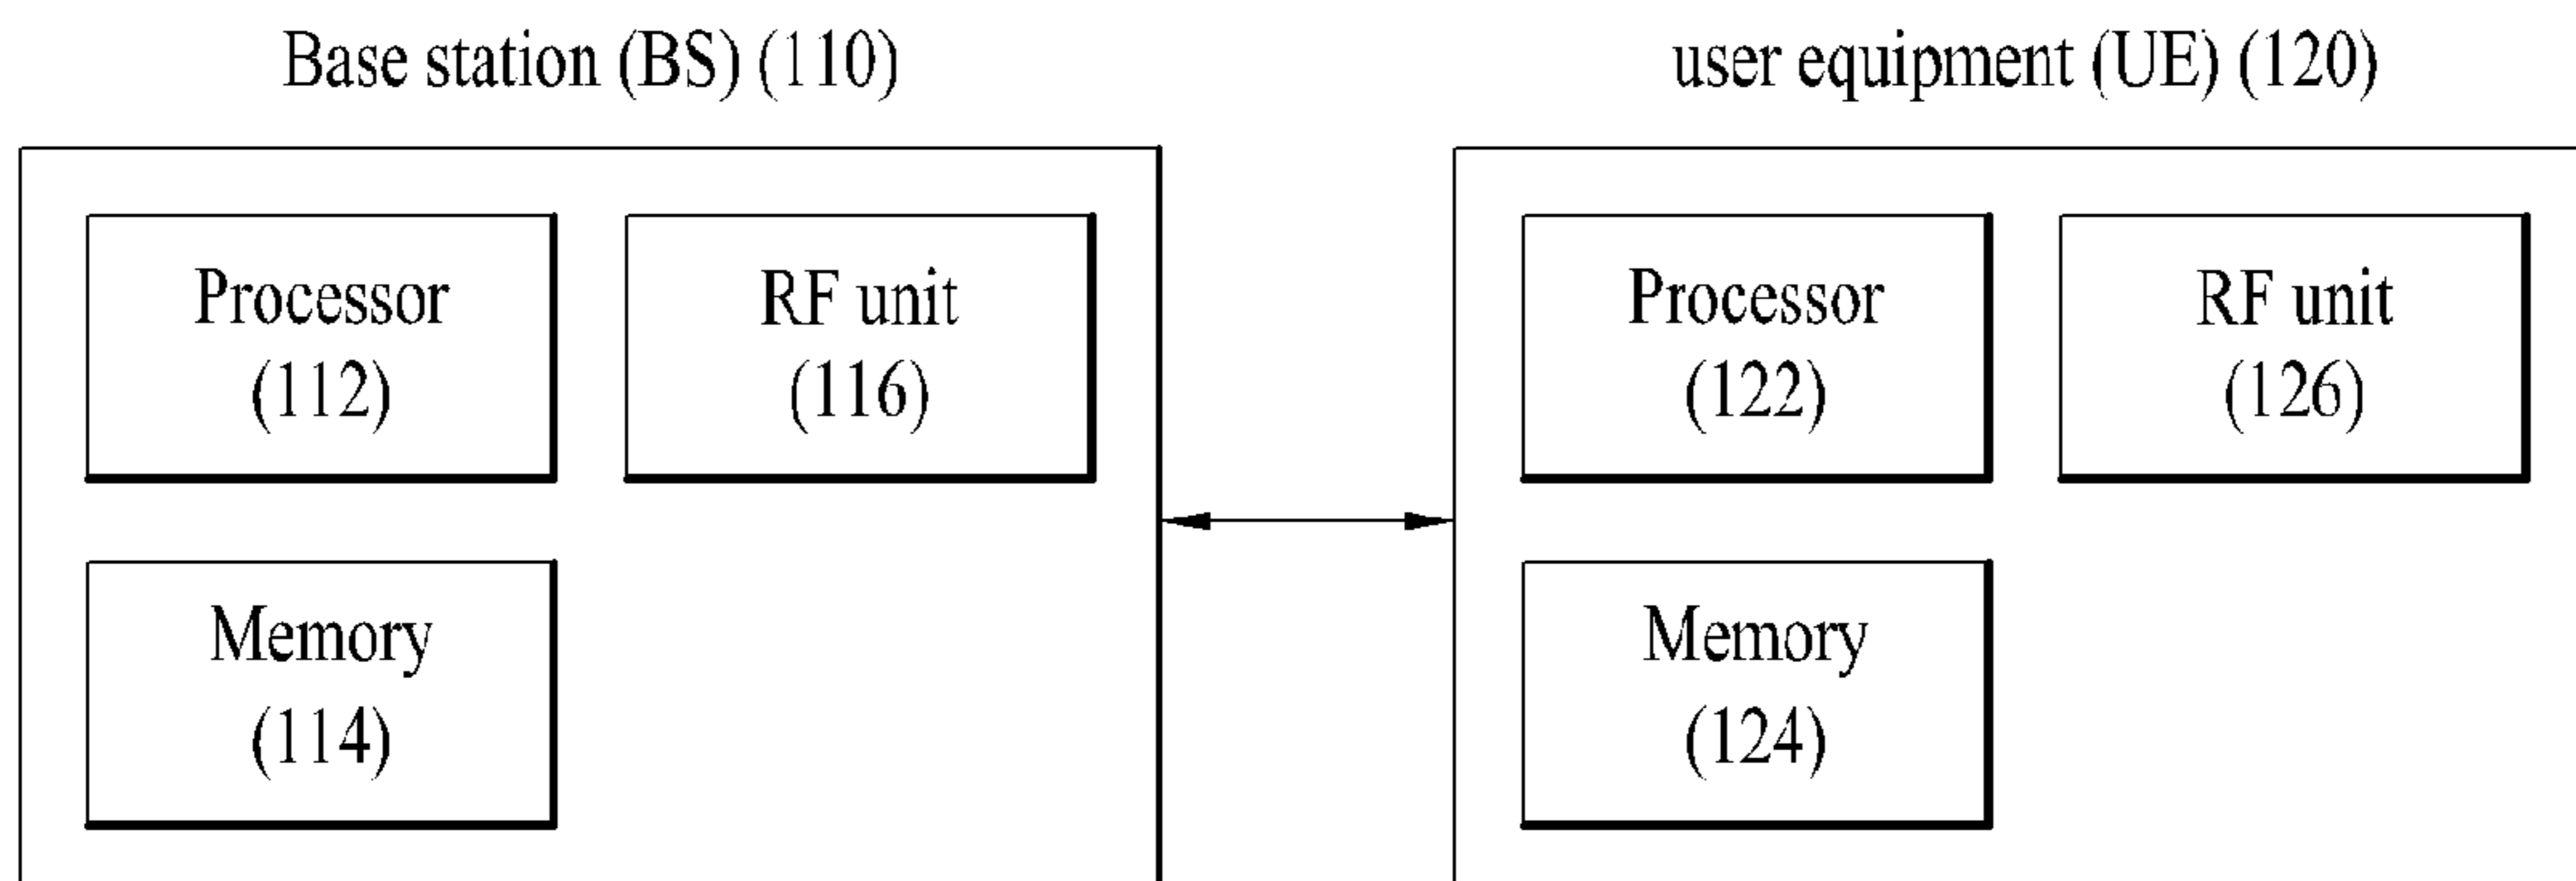 Base station (BS) (110)
user equipment (UE) (120)
Processor
(112)
RF unit
(116)
Memory
(114)
Processor
(122)
RF unit
(126)
Memory
(124)